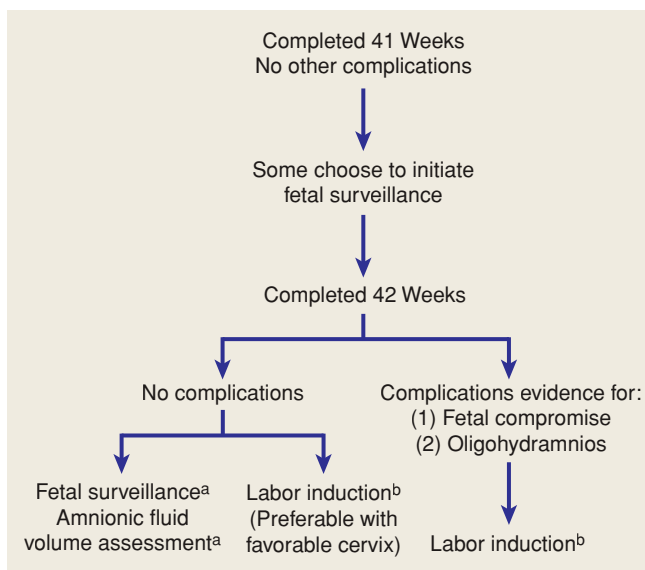 Completed 41 Weeks
No other complications
Some choose to initiate
fetal surveillance
Completed 42 Weeks
No complications
Complications evidence for:
(1) Fetal compromise
(2) Oligohydramnios
Fetal surveillanceᵃ
Amnionic fluid
volume assessmentᵃ
Labor inductionᵇ
(Preferable with
favorable cervix)
Labor inductionᵇ